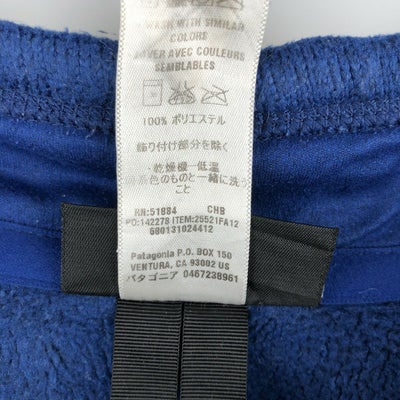 WASH WITH SIMILAR
COLORS
LAVER AVEC COULEURS
SEMBLABLES
100% ポリエステル
飾り付け部分を除く
乾燥機ー低温
同系色のものと一緒に洗う
こと
RN:51884 CHB
PO:142278 ITEM:25521FA12
680131024412
Patagonia P.O. BOX 150
VENTURA, CA 93002 US
パタゴニア 0467238961